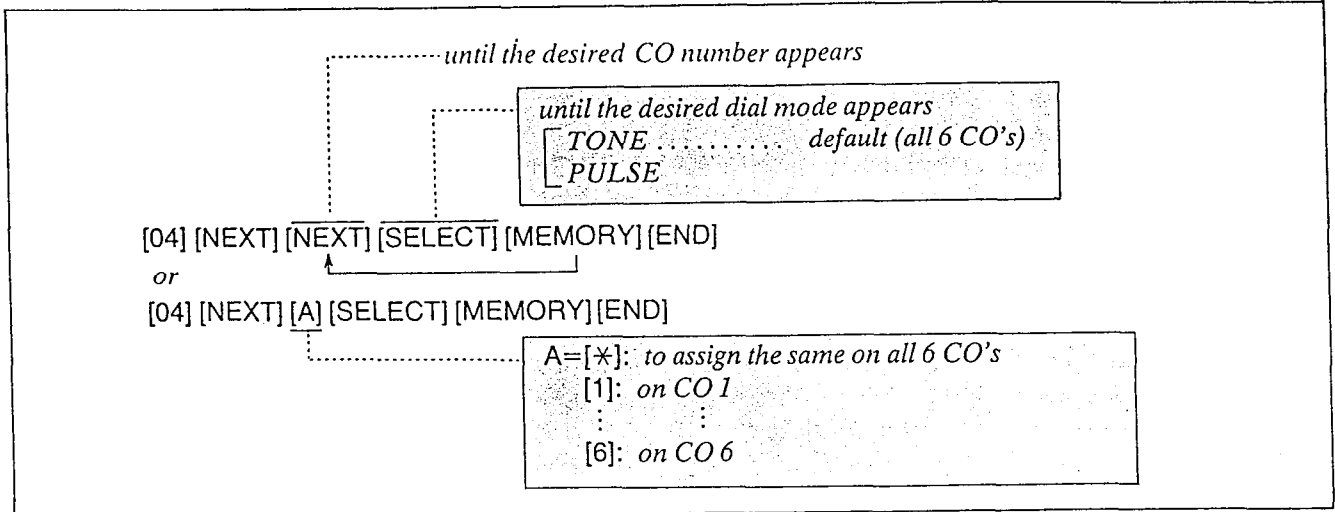 until the desired CO number appears
until the desired dial mode appears
TONE .......... default (all 6 CO's)
PULSE
[04] [NEXT] [NEXT] [SELECT] [MEMORY] [END]
or
[04] [NEXT] [A] [SELECT] [MEMORY] [END]
A=[*]: to assign the same on all 6 CO's
[1]: on CO 1
⋮ ⋮
[6]: on CO 6